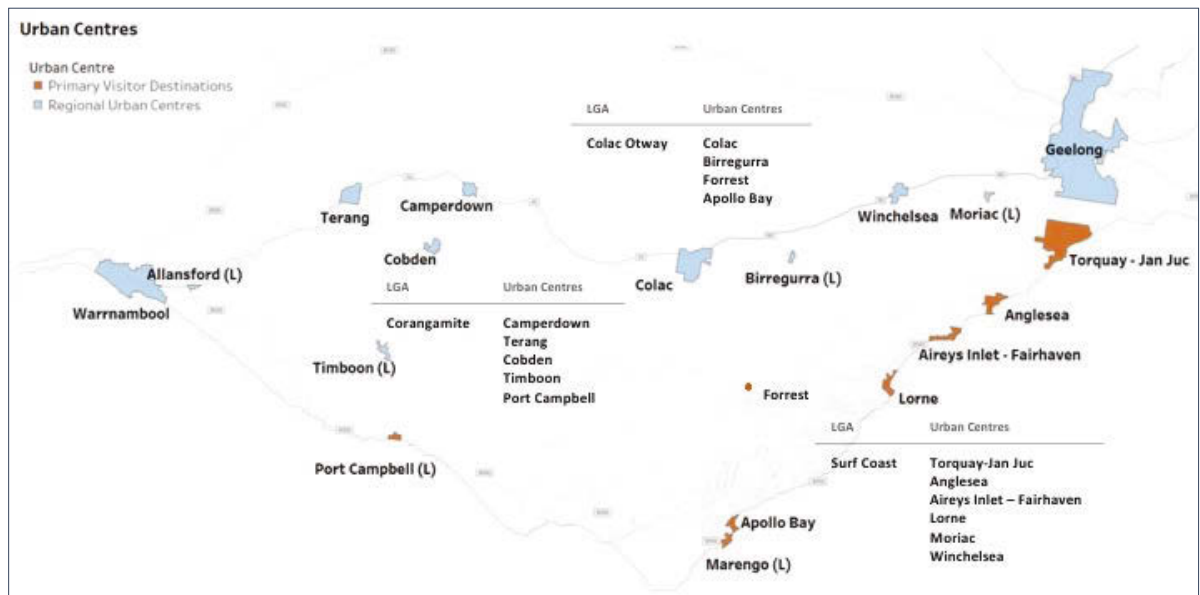 Urban Centres
Urban Centre
Primary Visitor Destinations
Regional Urban Centres
LGA Urban Centres
Colac Otway Colac
Birregurra
Forrest
Apollo Bay
Geelong
Terang
Camperdown
Winchelsea
Moriac (L)
Cobden
Allansford (L)
Warrnambool
Colac
Birregurra (L)
Torquay - Jan Juc
LGA Urban Centres
Corangamite Camperdown
Terang
Cobden
Timboon
Port Campbell
Anglesea
Aireys Inlet - Fairhaven
Timboon (L)
Forrest
Lorne
Port Campbell (L)
LGA Urban Centres
Surf Coast Torquay-Jan Juc
Anglesea
Aireys Inlet – Fairhaven
Lorne
Moriac
Winchelsea
Apollo Bay
Marengo (L)